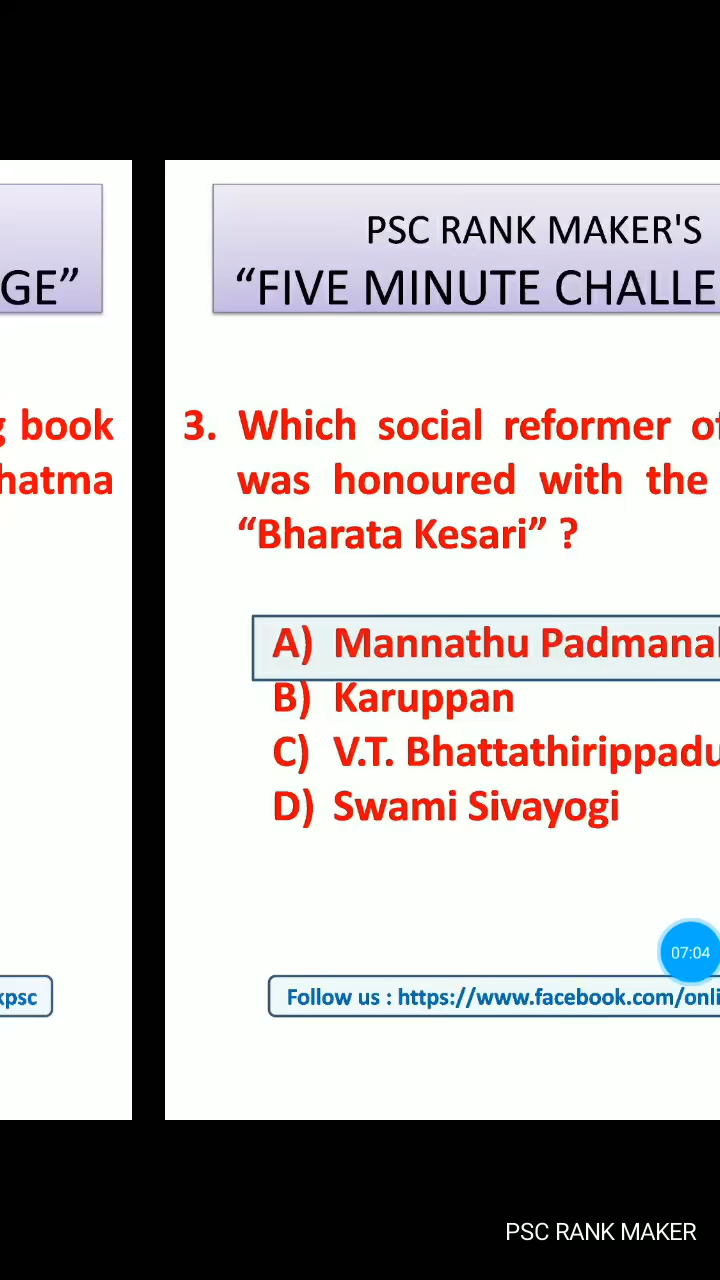 GE”
book
hatma
kpsc
PSC RANK MAKER'S
“FIVE MINUTE CHALLE
3. Which social reformer of
was honoured with the
“Bharata Kesari” ?
A) Mannathu Padmana
B) Karuppan
C) V.T. Bhattathirippadu
D) Swami Sivayogi
07:04
Follow us : https://www.facebook.com/onli
PSC RANK MAKER